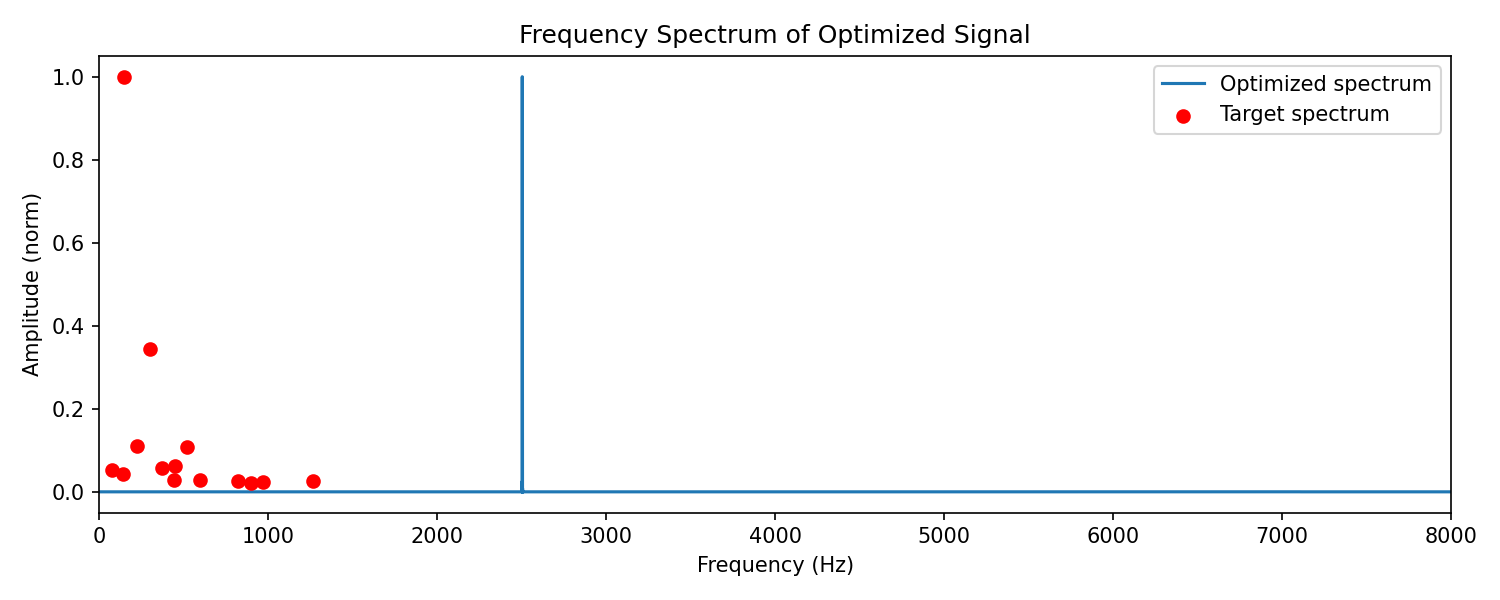 Frequency Spectrum of Optimized Signal
Optimized spectrum
Target spectrum
Amplitude (norm)
1.0
0.8
0.6
0.4
0.2
0.0
0 1000 2000 3000 4000 5000 6000 7000 8000
Frequency (Hz)